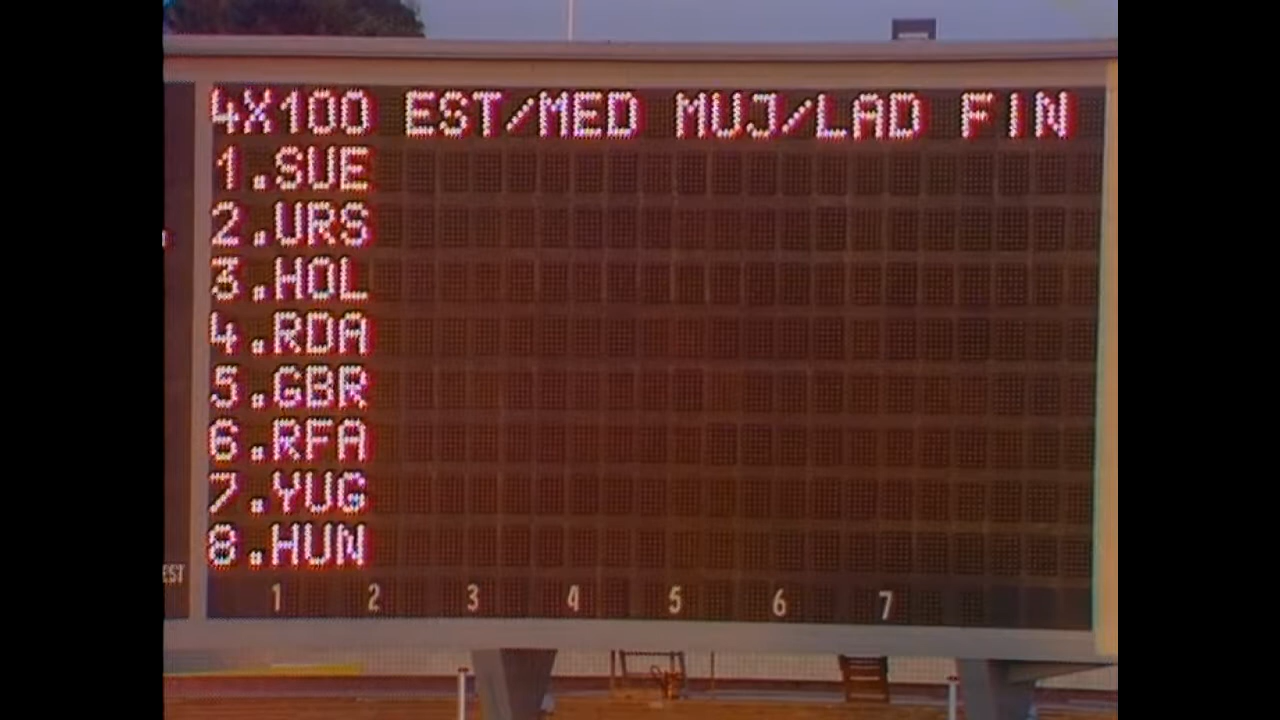 4X100 EST/MED MUJ/LAD FIN
1.SUE
2.URS
3.HOL
4.RDA
5.GBR
6.RFA
7.YUG
8.HUN
EST
1 2 3 4 5 6 7